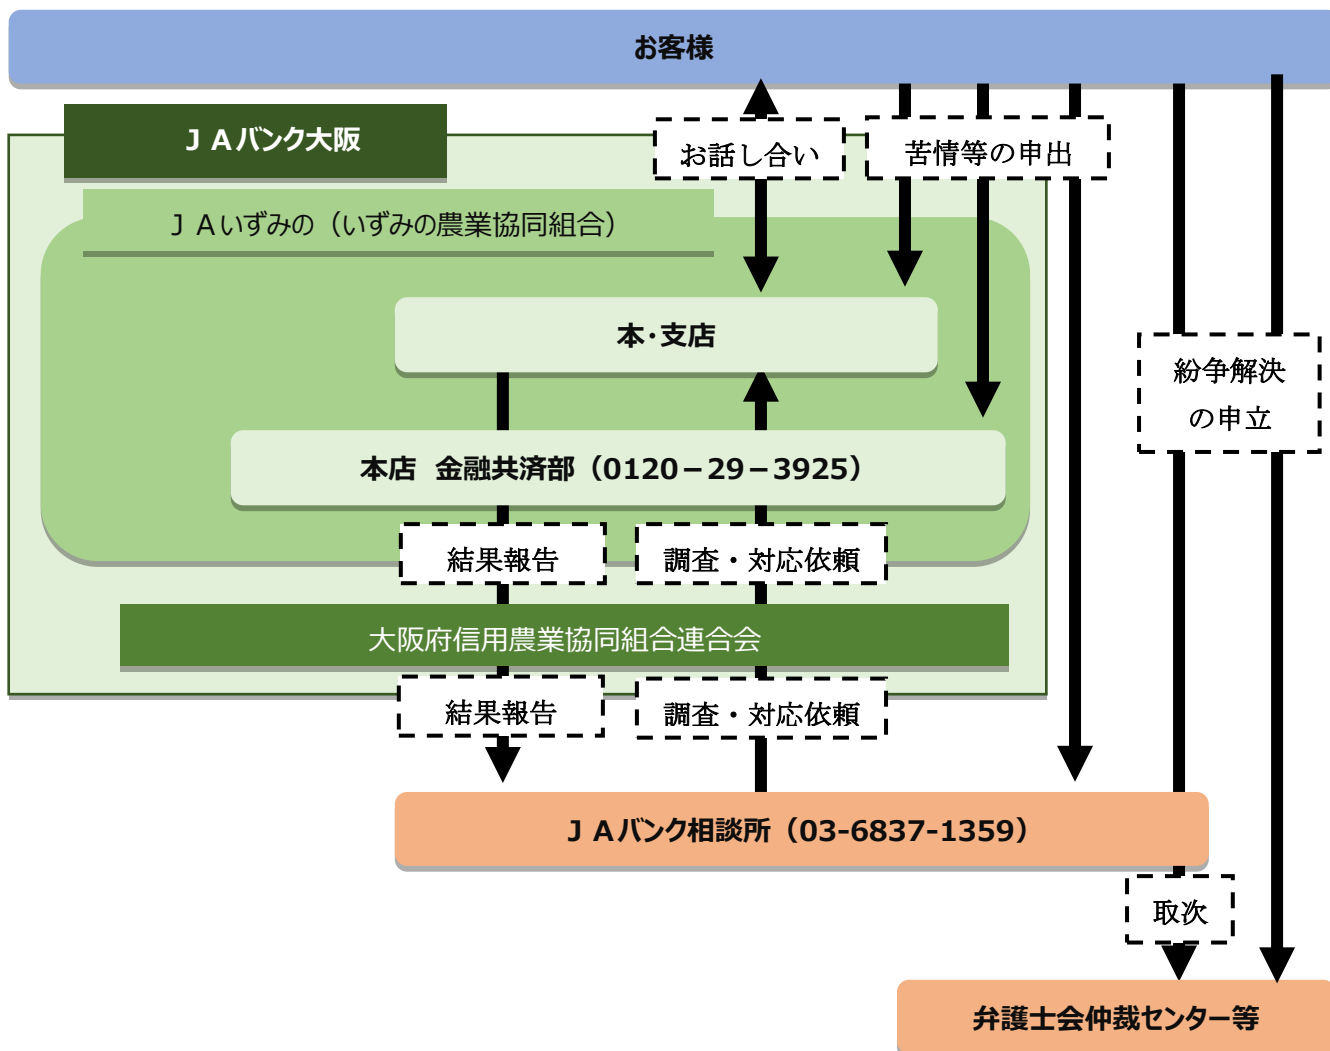 お客様
ＪＡバンク大阪
お話し合い
苦情等の申出
ＪＡいずみの（いずみの農業協同組合）
本・支店
紛争解決
の申立
本店 金融共済部（0120－29－3925）
結果報告
調査・対応依頼
大阪府信用農業協同組合連合会
結果報告
調査・対応依頼
ＪＡバンク相談所（03-6837-1359）
取次
弁護士会仲裁センター等